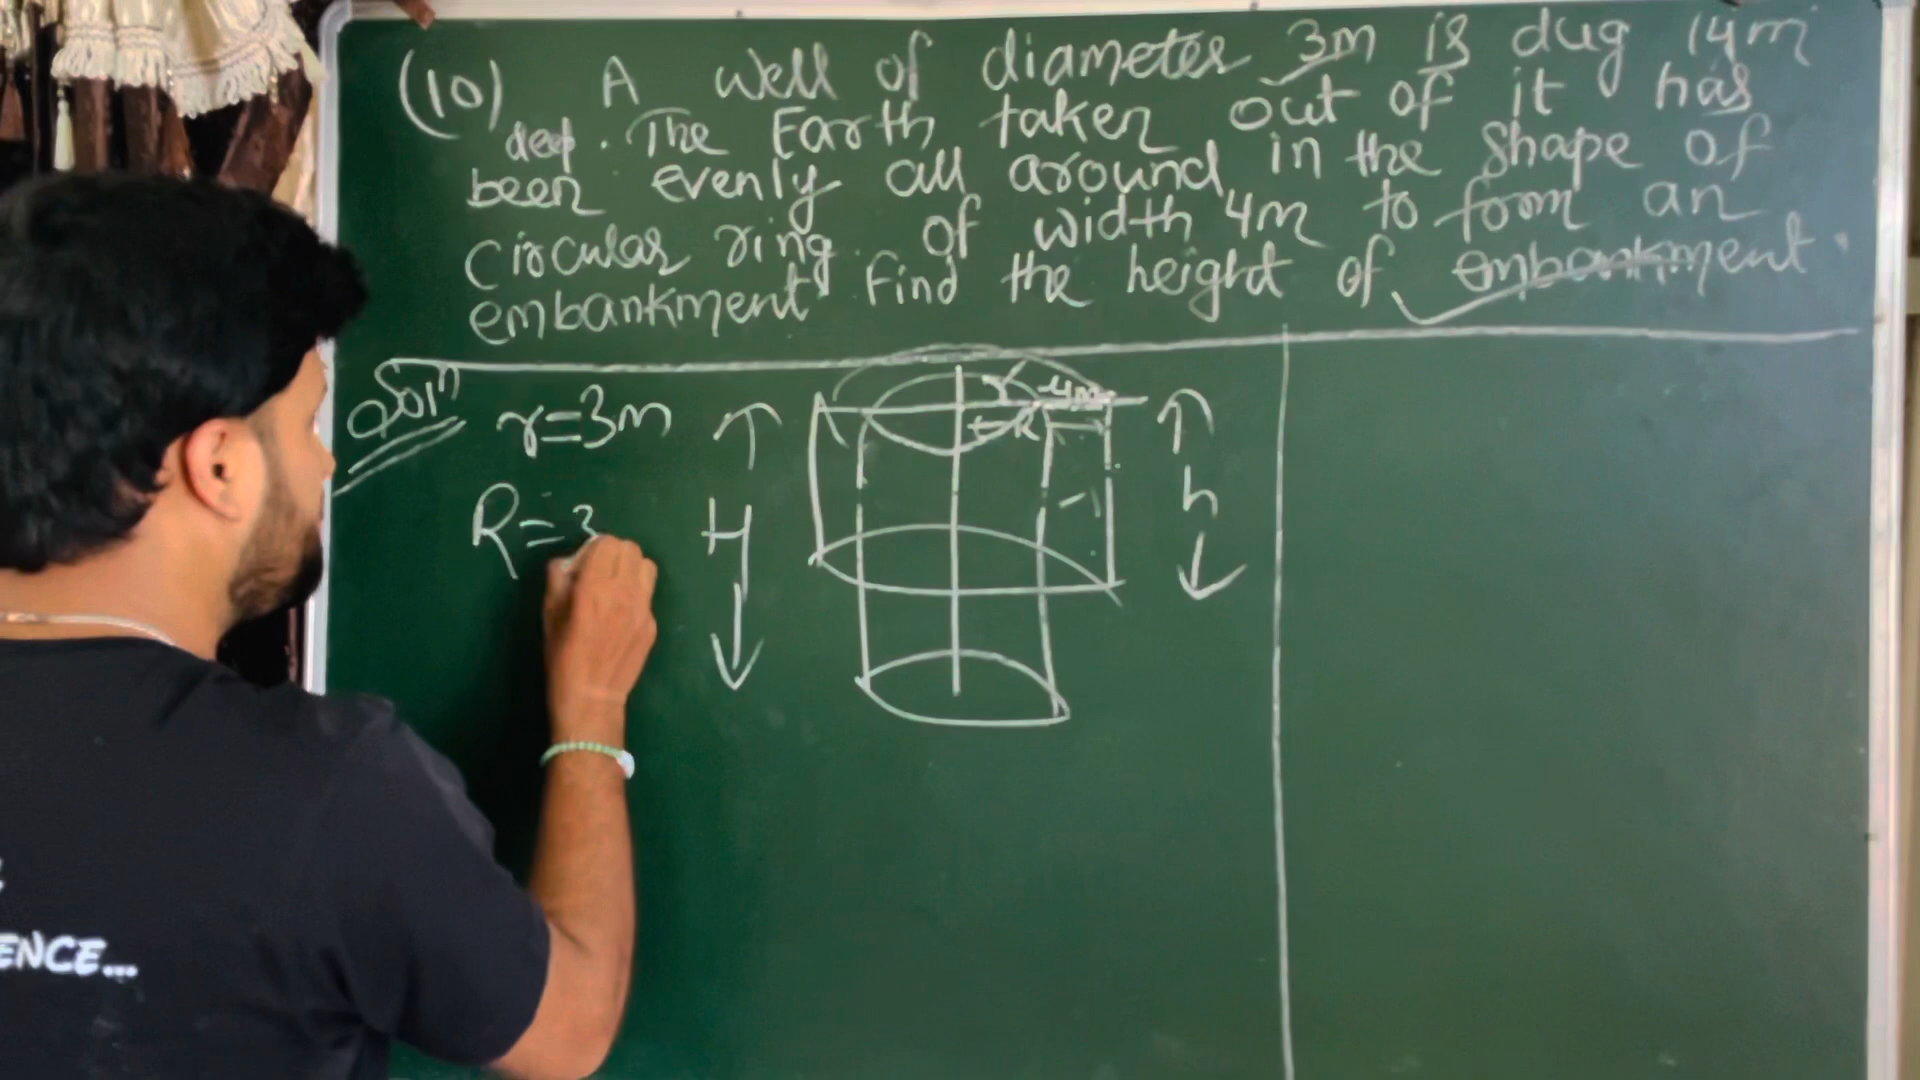 (10) A Well of diameter 3m is dug 14m
deep. The Earth taken out of it has
been evenly all around in the shape of
Circular ring of width 4m to form an
embankment Find the height of embankment.
Solⁿ r=3m
R=3
H
r 4m
R
h
ENCE...